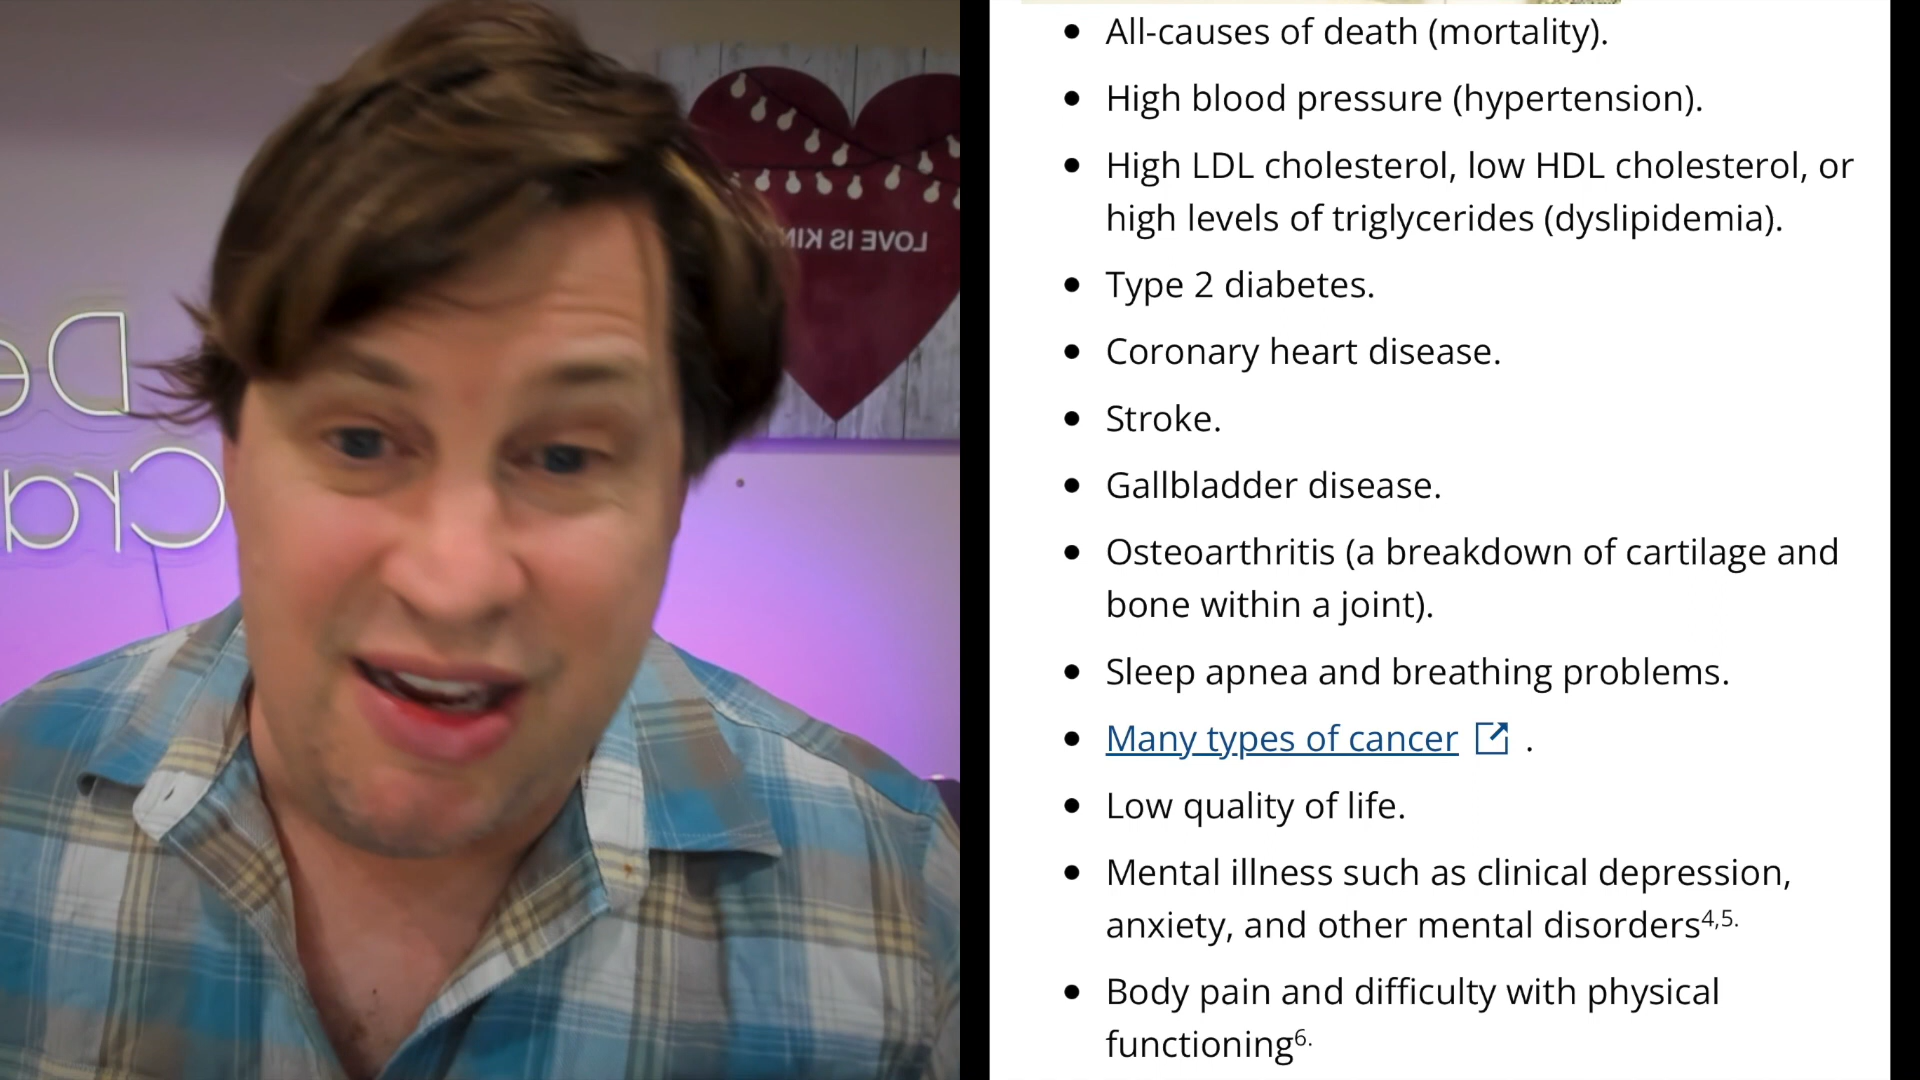 LOVE IS KIN
De
Cra
All-causes of death (mortality).
High blood pressure (hypertension).
High LDL cholesterol, low HDL cholesterol, or
high levels of triglycerides (dyslipidemia).
Type 2 diabetes.
Coronary heart disease.
Stroke.
Gallbladder disease.
Osteoarthritis (a breakdown of cartilage and
bone within a joint).
Sleep apnea and breathing problems.
Many types of cancer .
Low quality of life.
Mental illness such as clinical depression,
anxiety, and other mental disorders4,5.
Body pain and difficulty with physical
functioning6.